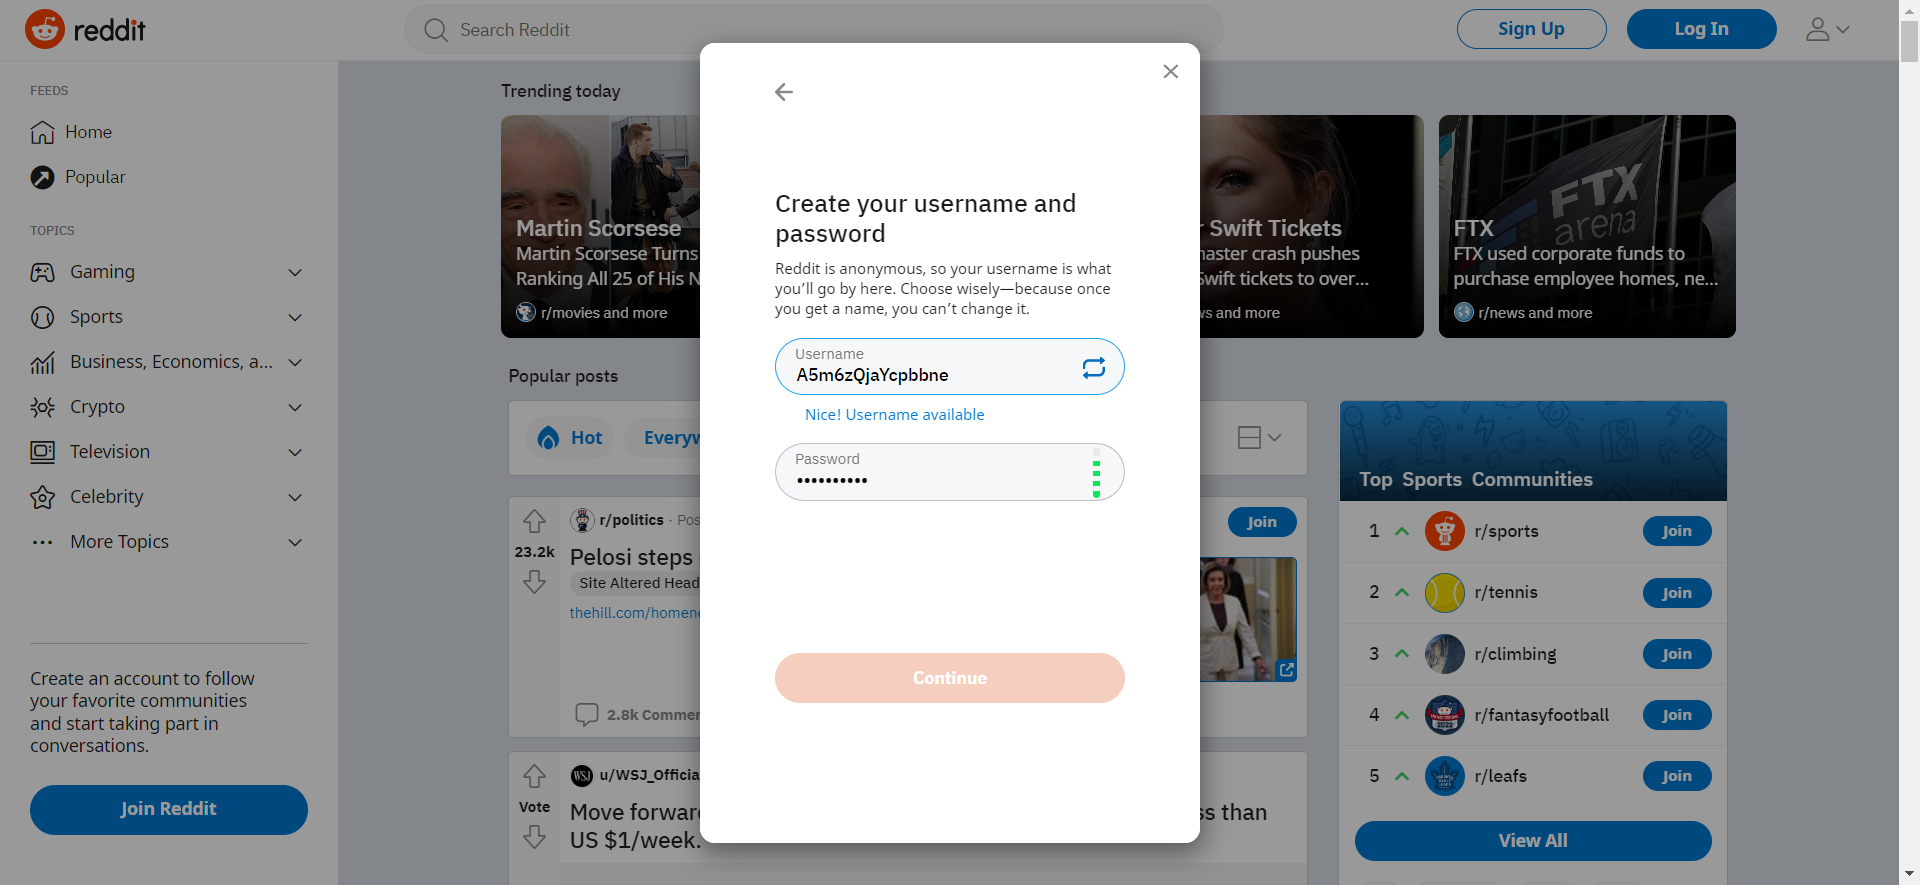 reddit
Search Reddit
Sign Up
Log In
FEEDS
Home
Popular
TOPICS
Gaming
Sports
Business, Economics, a...
Crypto
Television
Celebrity
More Topics
Create an account to follow
your favorite communities
and start taking part in
conversations.
Join Reddit
Trending today
Martin Scorsese
Martin Scorsese Turns
Ranking All 25 of His N
r/movies and more
Swift Tickets
aster crash pushes
Swift tickets to over...
and more
FTX
arena
FTX
FTX used corporate funds to
purchase employee homes, ne...
r/news and more
Create your username and
password
Reddit is anonymous, so your username is what
you’ll go by here. Choose wisely—because once
you get a name, you can’t change it.
Username
A5m6zQjaYcpbbne
Nice! Username available
Password
••••••••••
Continue
Popular posts
Hot
Everyw
23.2k
r/politics · Pos
Join
Pelosi steps
Site Altered Head
thehill.com/homene
2.8k Commen
Vote
WSJ
u/WSJ_Officia
Move forward
ss than
US $1/week.
Top Sports Communities
1 r/sports Join
2 r/tennis Join
3 r/climbing Join
4 r/fantasyfootball Join
5 r/leafs Join
View All